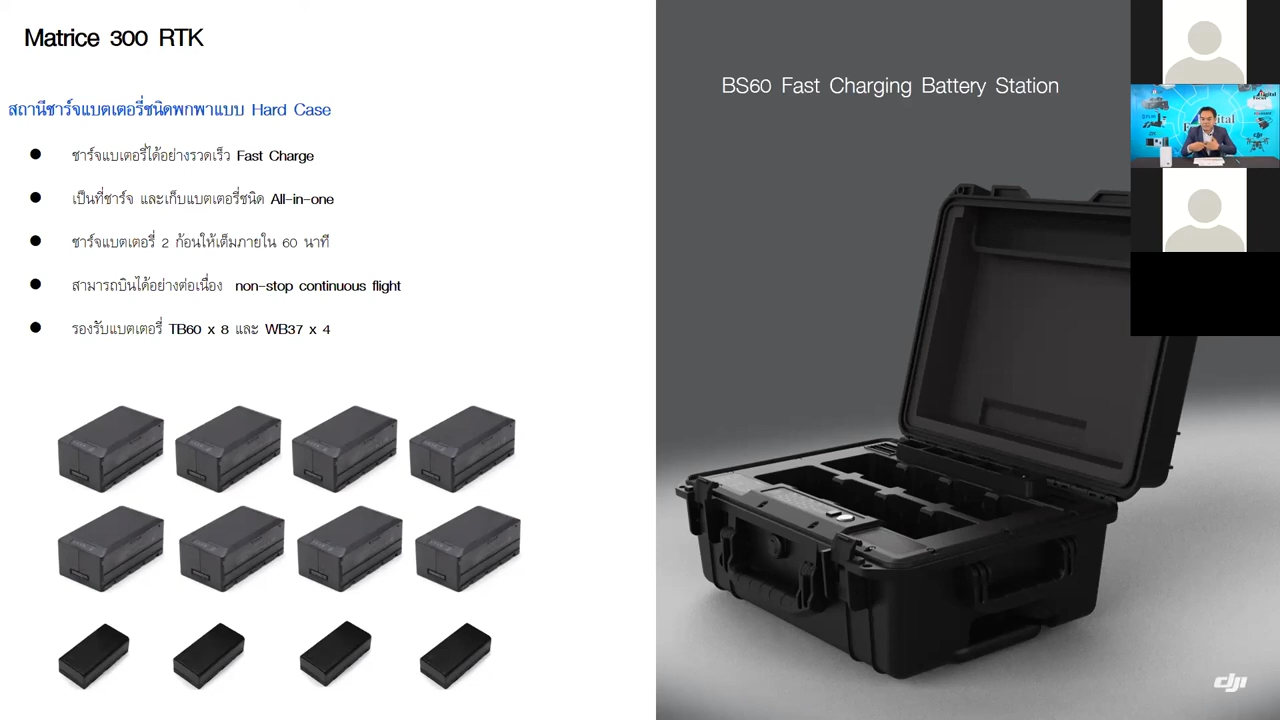 Matrice 300 RTK
สถานีชาร์จแบตเตอรี่ชนิดพกพาแบบ Hard Case
ชาร์จแบเตอรี่ได้อย่างรวดเร็ว Fast Charge
เป็นที่ชาร์จ และเก็บแบตเตอรี่ชนิด All-in-one
ชาร์จแบตเตอรี่ 2 ก้อนให้เต็มภายใน 60 นาที
สามารถบินได้อย่างต่อเนื่อง non-stop continuous flight
รองรับแบตเตอรี่ TB60 x 8 และ WB37 x 4
BS60 Fast Charging Battery Station
dji